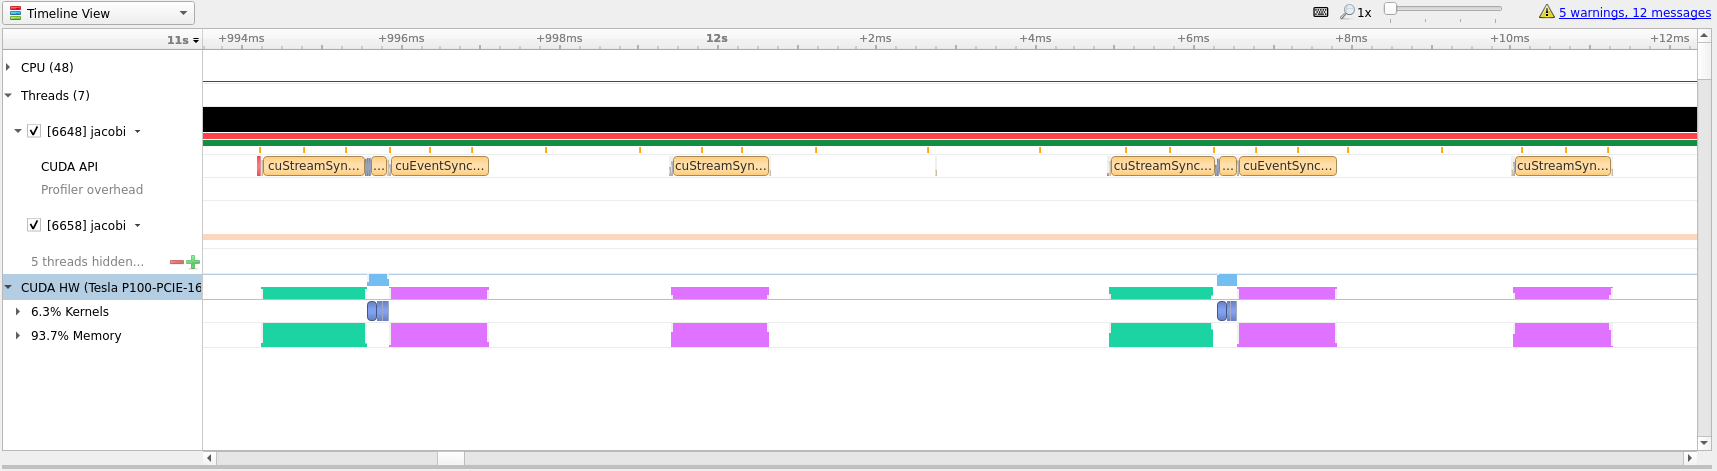 Timeline View
1x
5 warnings, 12 messages
11s
+994ms +996ms +998ms 12s +2ms +4ms +6ms +8ms +10ms +12ms
CPU (48)
Threads (7)
[6648] jacobi
CUDA API
cuStreamSyn... ... cuEventSync... cuStreamSyn... cuStreamSync... ... cuEventSync... cuStreamSyn...
Profiler overhead
[6658] jacobi
5 threads hidden...
CUDA HW (Tesla P100-PCIE-16
6.3% Kernels
93.7% Memory